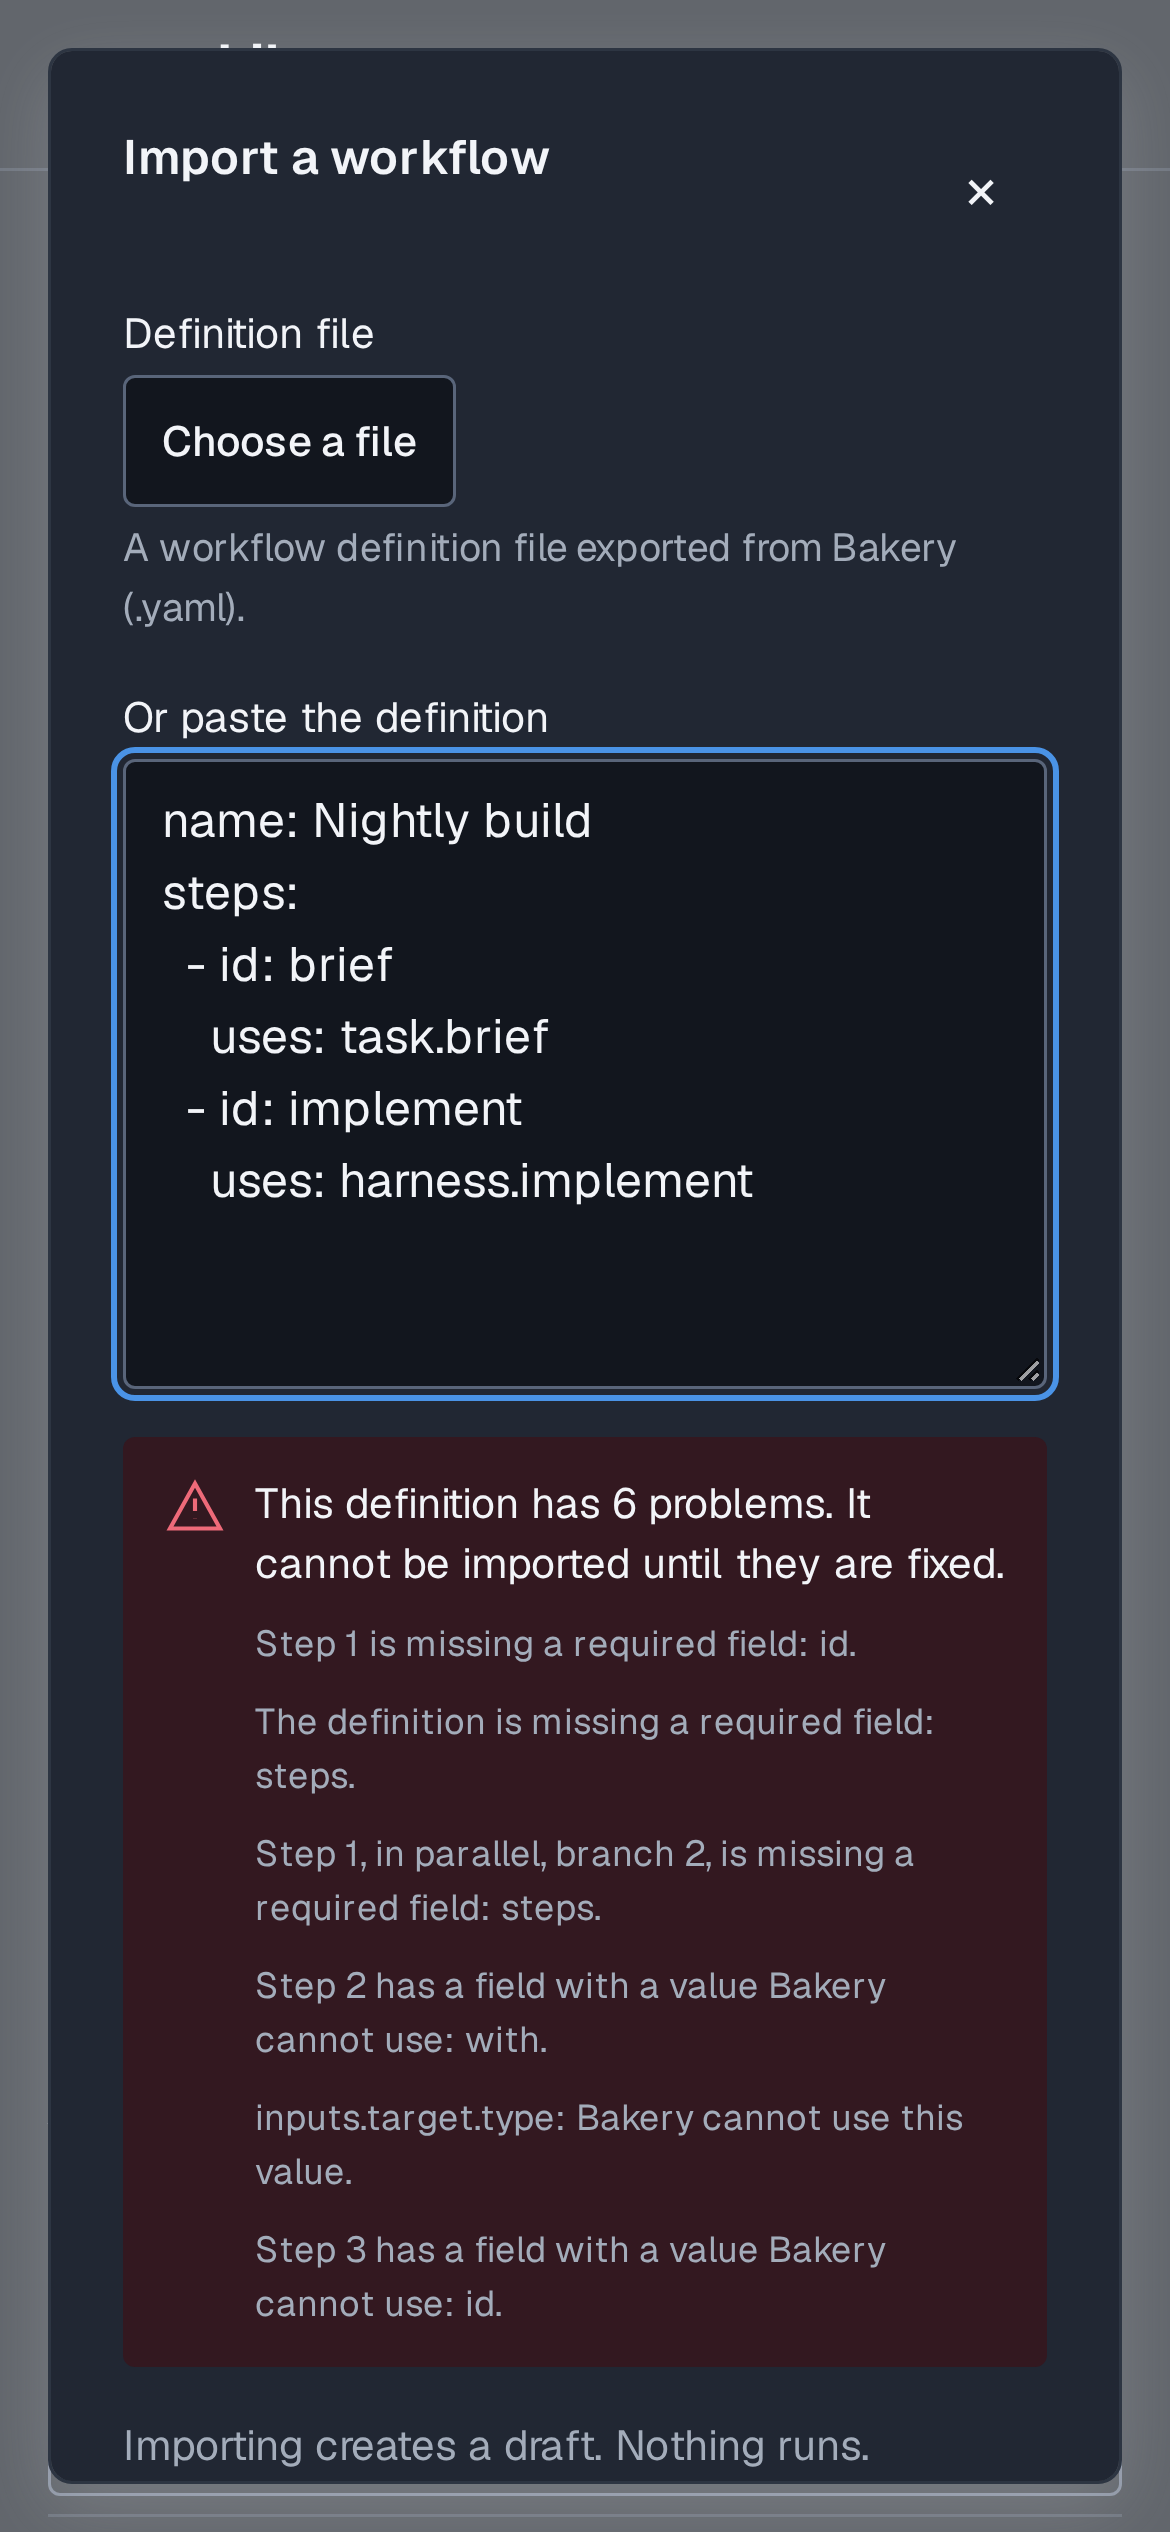 Import a workflow
Definition file
Choose a file
A workflow definition file exported from Bakery
(.yaml).
Or paste the definition
name: Nightly build
steps:
  - id: brief
    uses: task.brief
  - id: implement
    uses: harness.implement
This definition has 6 problems. It
cannot be imported until they are fixed.
Step 1 is missing a required field: id.
The definition is missing a required field:
steps.
Step 1, in parallel, branch 2, is missing a
required field: steps.
Step 2 has a field with a value Bakery
cannot use: with.
inputs.target.type: Bakery cannot use this
value.
Step 3 has a field with a value Bakery
cannot use: id.
Importing creates a draft. Nothing runs.